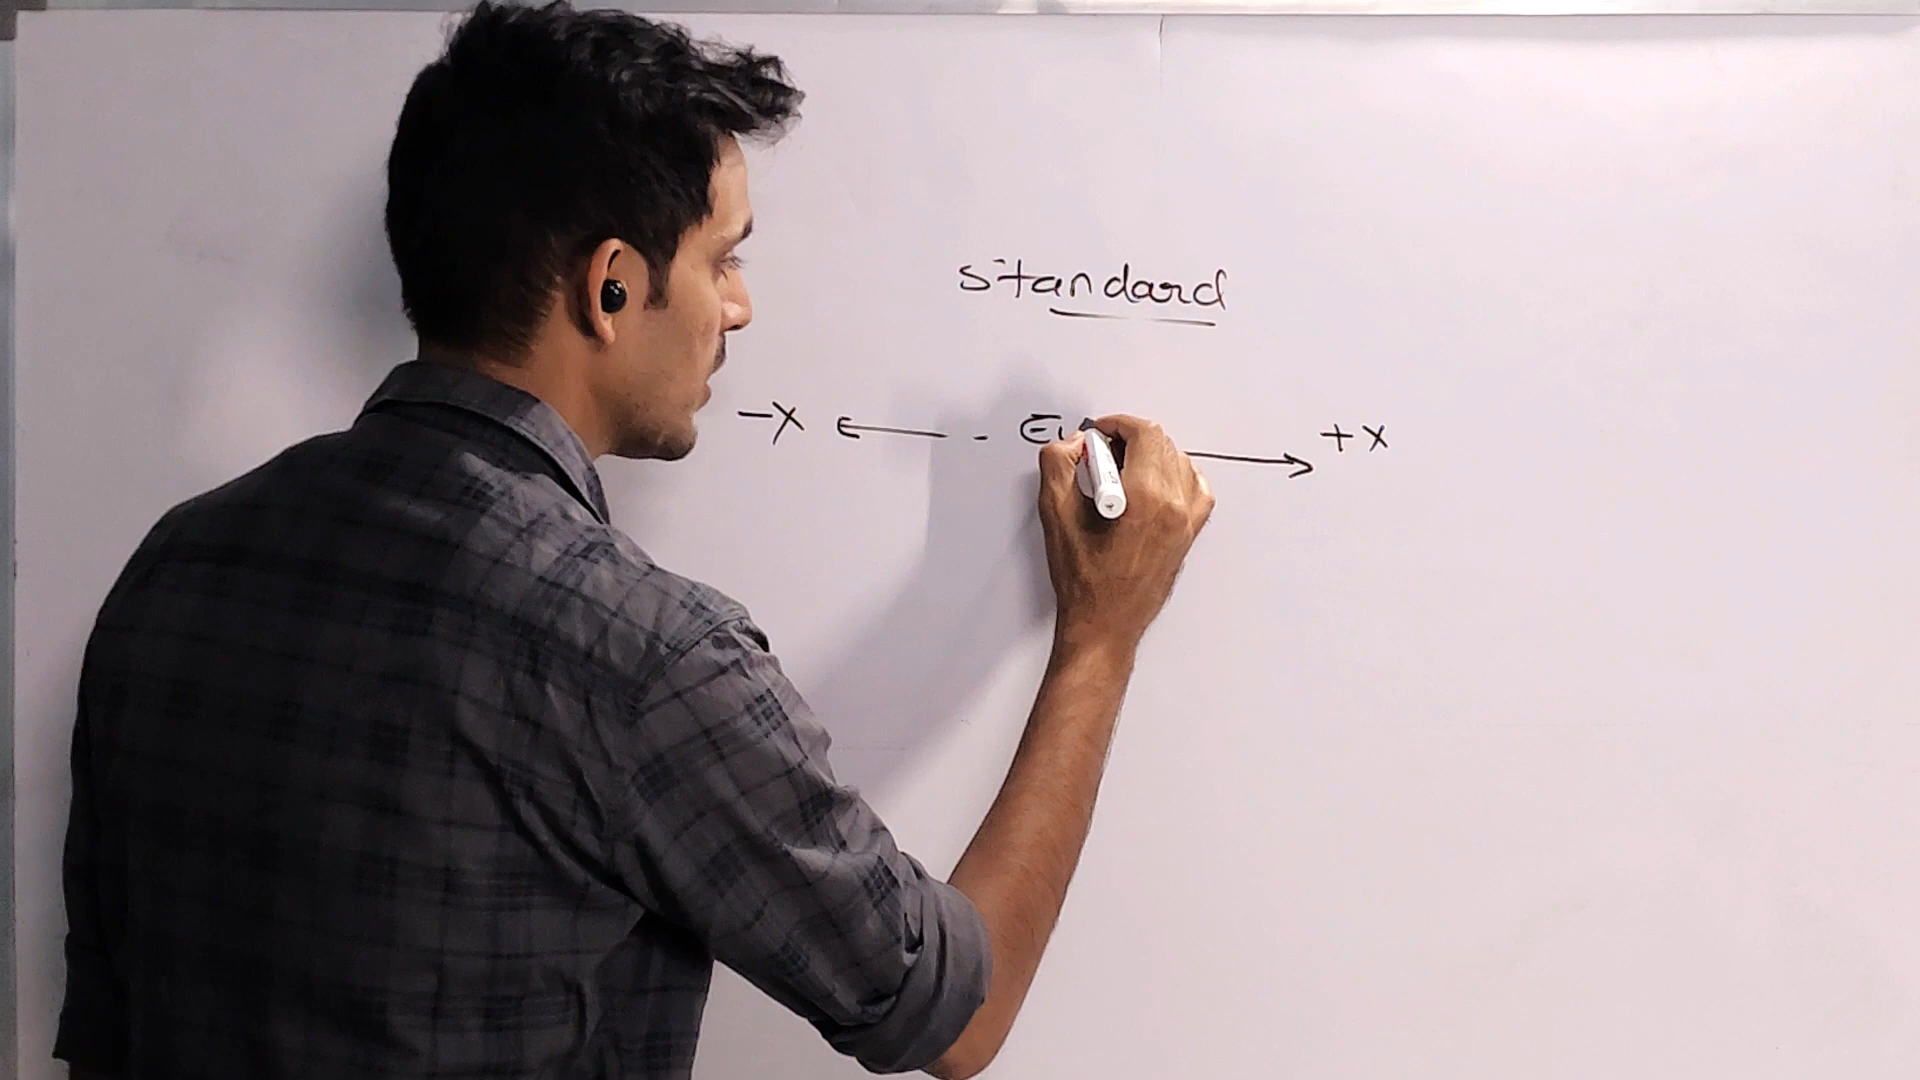 standard
-X ← - → +X